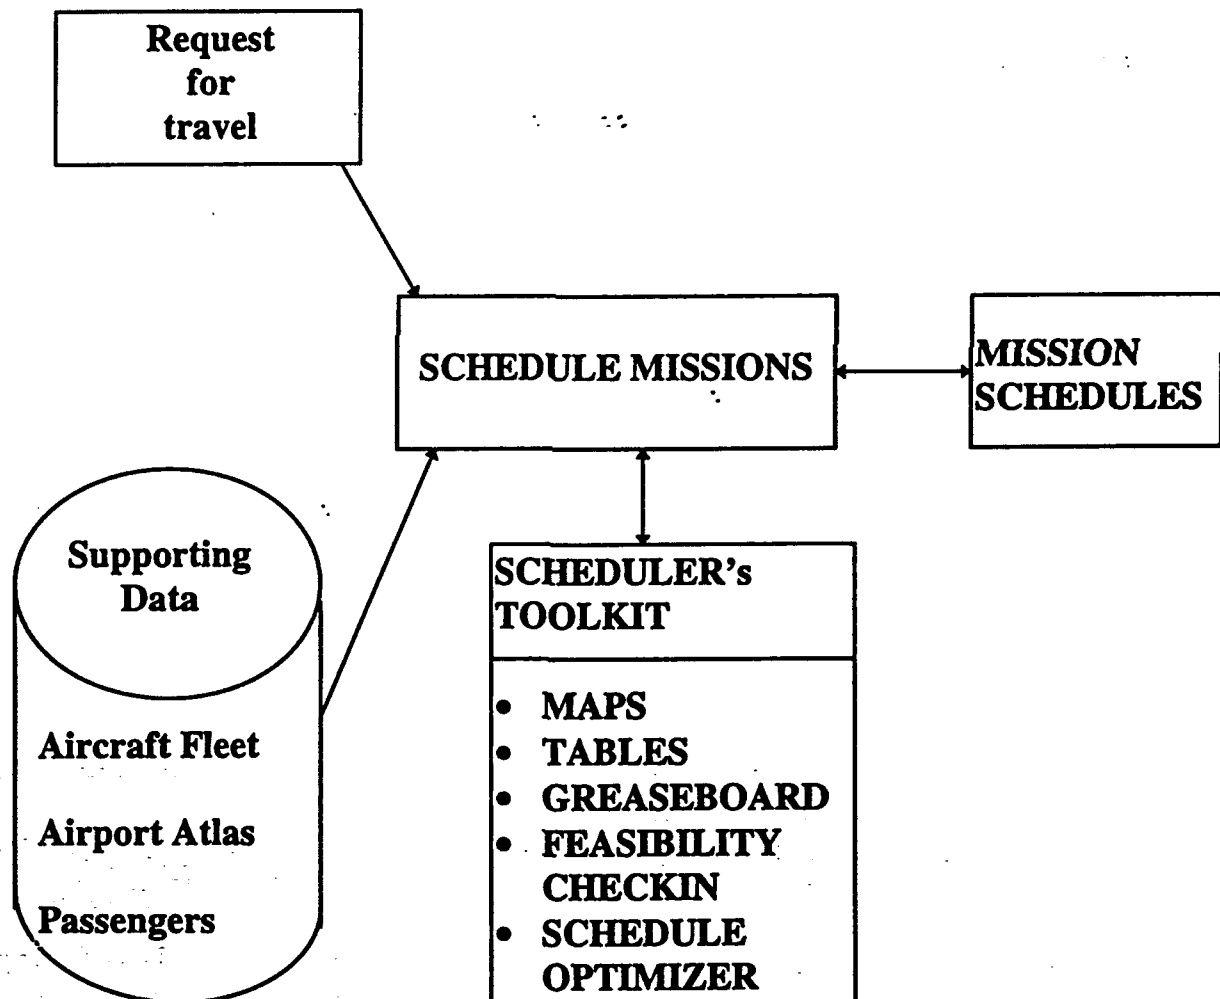 Request
for
travel
SCHEDULE MISSIONS
MISSION
SCHEDULES
Supporting
Data
Aircraft Fleet
Airport Atlas
Passengers
SCHEDULER's
TOOLKIT
• MAPS
• TABLES
• GREASEBOARD
• FEASIBILITY
CHECKIN
• SCHEDULE
OPTIMIZER